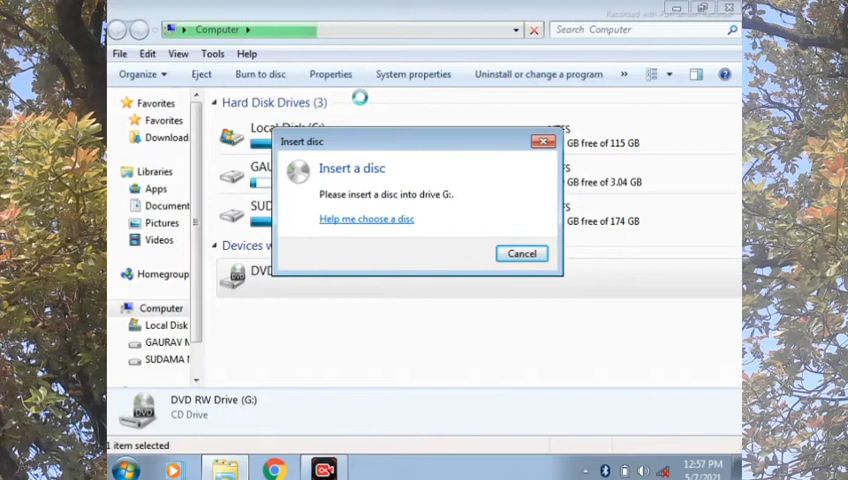 Recorded with
Computer
Search Computer
File Edit View Tools Help
Organize Eject Burn to disc Properties System properties Uninstall or change a program »
Favorites
Favorites
Download
Libraries
Apps
Document
Pictures
Videos
Homegroup
Computer
Local Disk
GAURAV
SUDAMA
Hard Disk Drives (3)
Local Disk
GB free of 115 GB
GAU
GB free of 3.04 GB
SUD
GB free of 174 GB
Devices w
DVD
Insert disc
Insert a disc
Please insert a disc into drive G:.
Help me choose a disc
Cancel
DVD RW Drive (G:)
CD Drive
DVD
1 item selected
12:57 PM
5/7/2021